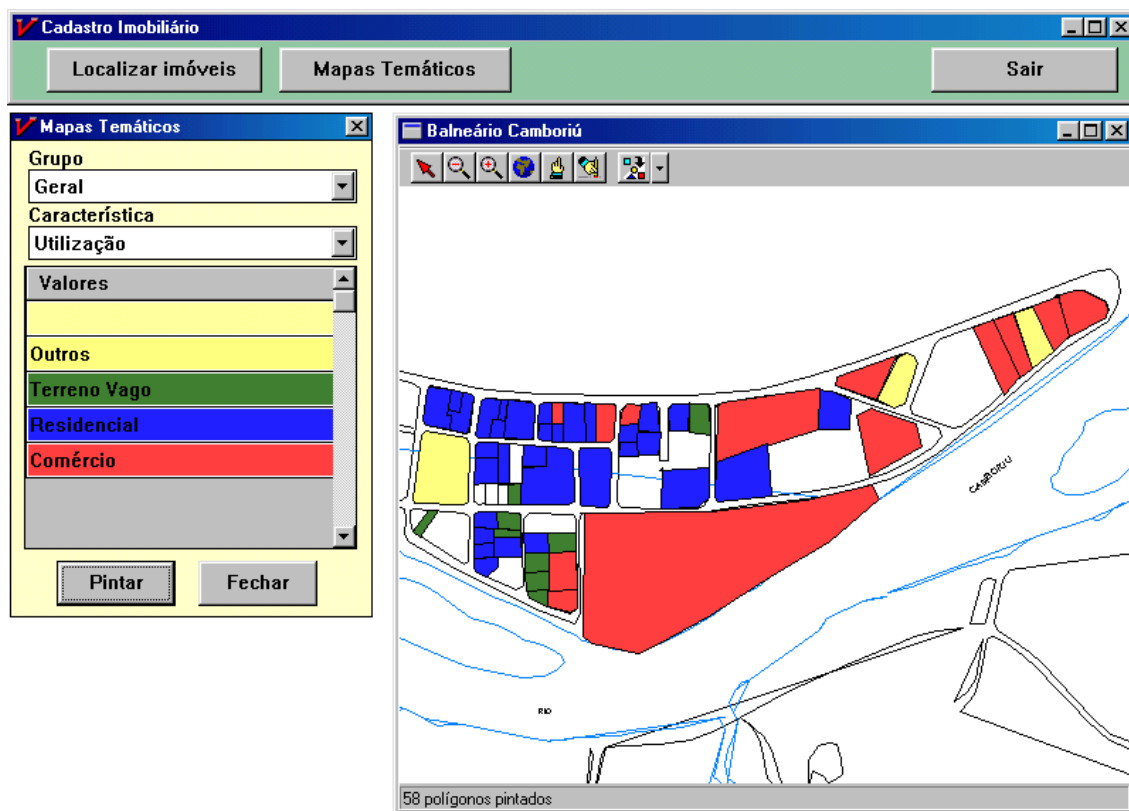 Cadastro Imobiliário
Localizar imóveis
Mapas Temáticos
Sair
Mapas Temáticos
Grupo
Geral
Característica
Utilização
Valores
Outros
Terreno Vago
Residencial
Comércio
Pintar
Fechar
Balneário Camboriú
CAMBORIU
RIO
58 polígonos pintados